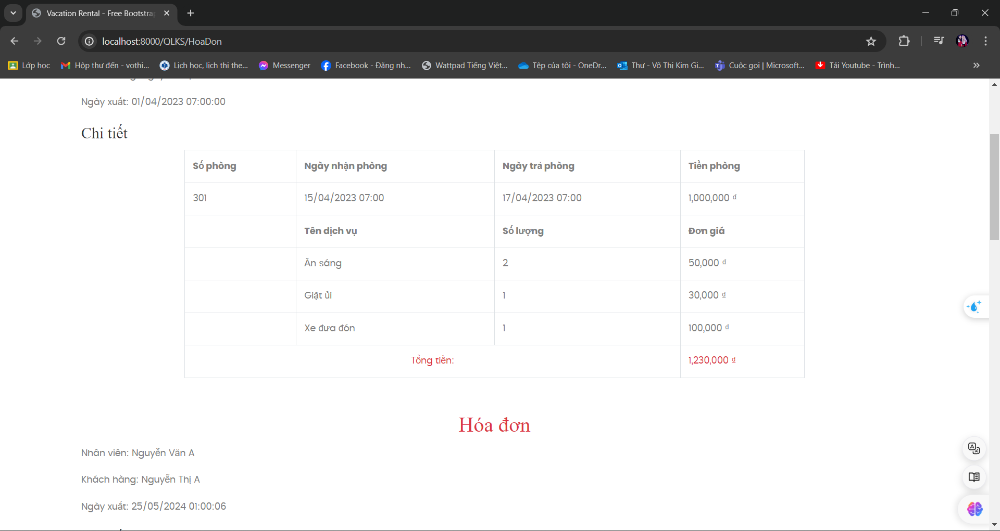 Vacation Rental - Free Bootstrap
localhost:8000/QLKS/HoaDon
Lớp học
Hộp thư đến - vothi...
Lịch học, lịch thi the...
Messenger
Facebook - Đăng nh...
Wattpad Tiếng Việt...
Tệp của tôi - OneDr...
Thư - Võ Thị Kim Gi...
Cuộc gọi | Microsoft...
Tải Youtube - Trình...
Ngày xuất: 01/04/2023 07:00:00
Chi tiết
Số phòng Ngày nhận phòng Ngày trả phòng Tiền phòng
301 15/04/2023 07:00 17/04/2023 07:00 1,000,000 ₫
Tên dịch vụ Số lượng Đơn giá
Ăn sáng 2 50,000 ₫
Giặt ủi 1 30,000 ₫
Xe đưa đón 1 100,000 ₫
Tổng tiền: 1,230,000 ₫
Hóa đơn
Nhân viên: Nguyễn Văn A
Khách hàng: Nguyễn Thị A
Ngày xuất: 25/05/2024 01:00:06